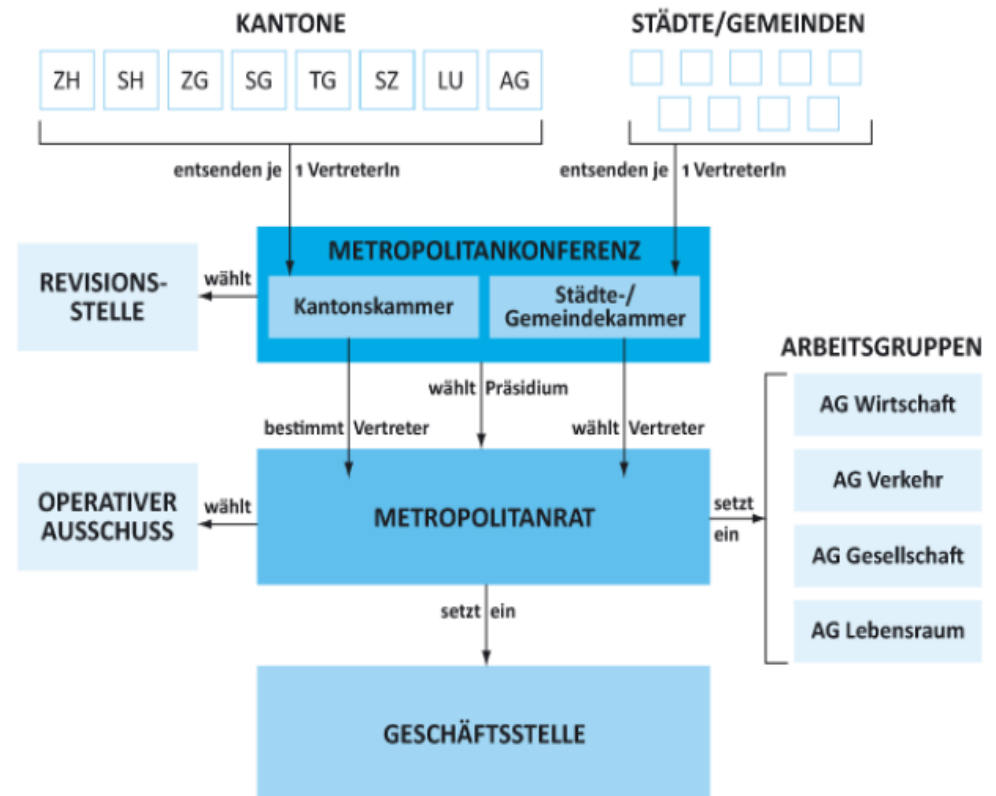 KANTONE
STÄDTE/GEMEINDEN
ZH SH ZG SG TG SZ LU AG
entsenden je 1 VertreterIn
entsenden je 1 VertreterIn
METROPOLITANKONFERENZ
REVISIONS-
STELLE
wählt
Kantonskammer
Städte-/
Gemeindekammer
ARBEITSGRUPPEN
wählt Präsidium
bestimmt Vertreter
wählt Vertreter
AG Wirtschaft
AG Verkehr
AG Gesellschaft
AG Lebensraum
OPERATIVER
AUSSCHUSS
wählt
METROPOLITANRAT
setzt
ein
setzt ein
GESCHÄFTSSTELLE